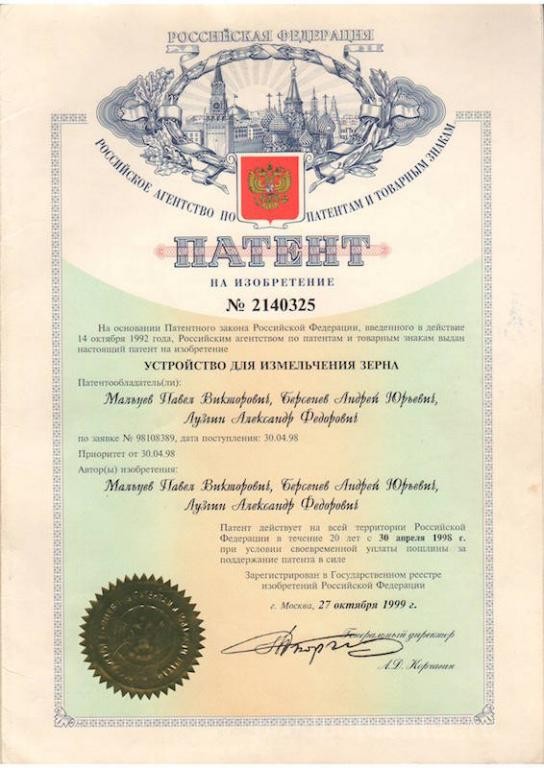 РОССИЙСКАЯ ФЕДЕРАЦИЯ
РОССИЙСКОЕ АГЕНТСТВО ПО ПАТЕНТАМ И ТОВАРНЫМ ЗНАКАМ
ПАТЕНТ
НА ИЗОБРЕТЕНИЕ
№ 2140325
На основании Патентного закона Российской Федерации, введенного в действие
14 октября 1992 года, Российским агентством по патентам и товарным знакам выдан
настоящий патент на изобретение
УСТРОЙСТВО ДЛЯ ИЗМЕЛЬЧЕНИЯ ЗЕРНА
Патентообладатель(ли):
Мальцев Павел Викторович, Берсенев Андрей Юрьевич,
Лузгин Александр Федорович
по заявке № 98108389, дата поступления: 30.04.98
Приоритет от 30.04.98
Автор(ы) изобретения:
Мальцев Павел Викторович, Берсенев Андрей Юрьевич,
Лузгин Александр Федорович
Патент действует на всей территории Российской
Федерации в течение 20 лет с 30 апреля 1998 г.
при условии своевременной уплаты пошлины за
поддержание патента в силе
Зарегистрирован в Государственном реестре
изобретений Российской Федерации
г. Москва, 27 октября 1999 г.
Генеральный директор
А.Д. Корчагин